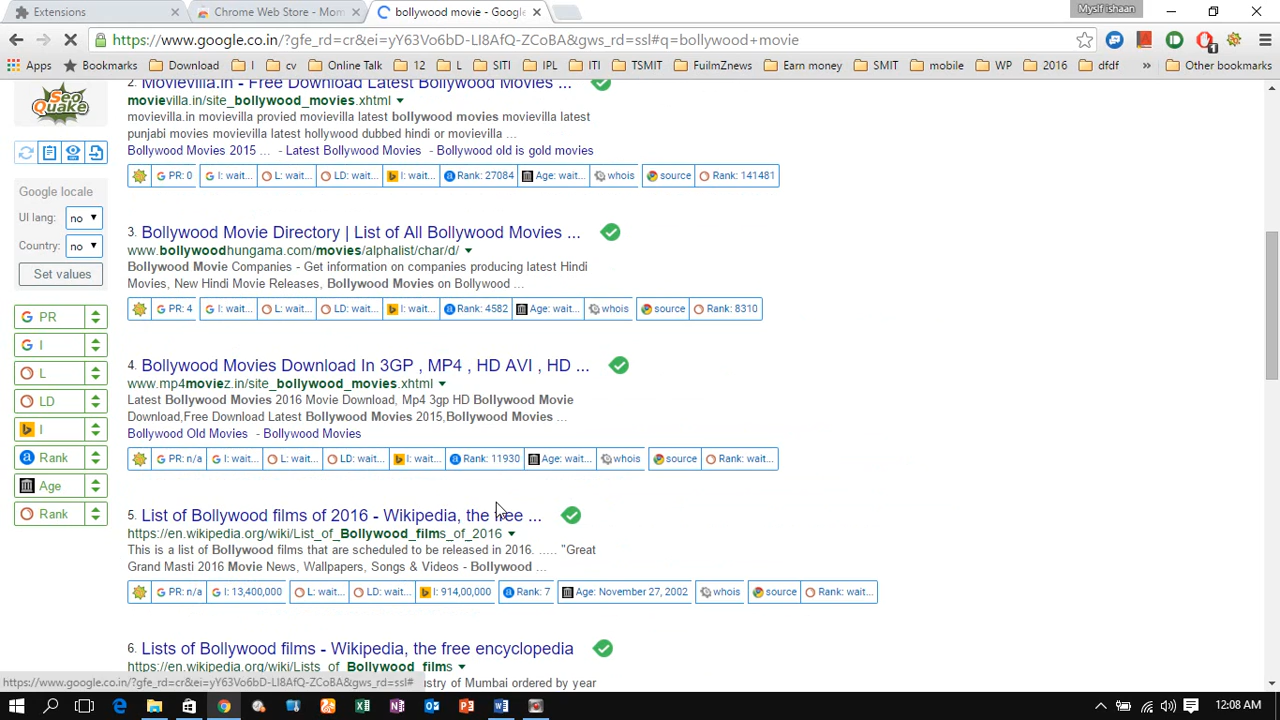 Extensions
Chrome Web Store - Mom
bollywood movie - Google
Myslf ishaan
https://www.google.co.in/?gfe_rd=cr&ei=yY63Vo6bD-LI8AfQ-ZCoBA&gws_rd=ssl#q=bollywood+movie
1
Apps Bookmarks Download I cv Online Talk 12 L SITI IPL ITI TSMIT FuilmZnews Earn money SMIT mobile WP 2016 dfdf » Other bookmarks
SEO Quake
Google locale
UI lang: no
Country: no
Set values
PR
I
L
LD
I
Rank
Age
Rank
2. Movievilla.in - Free Download Latest Bollywood Movies ...
movievilla.in/site_bollywood_movies.xhtml
movievilla.in movievilla provied movievilla latest bollywood movies movievilla latest
punjabi movies movievilla latest hollywood dubbed hindi or movievilla ...
Bollywood Movies 2015 ... - Latest Bollywood Movies - Bollywood old is gold movies
PR: 0 I: wait... L: wait... LD: wait... I: wait... Rank: 27084 Age: wait... whois source Rank: 141481
3. Bollywood Movie Directory | List of All Bollywood Movies ...
www.bollywoodhungama.com/movies/alphalist/char/d/
Bollywood Movie Companies - Get information on companies producing latest Hindi
Movies, New Hindi Movie Releases, Bollywood Movies on Bollywood ...
PR: 4 I: wait... L: wait... LD: wait... I: wait... Rank: 4582 Age: wait... whois source Rank: 8310
4. Bollywood Movies Download In 3GP , MP4 , HD AVI , HD ...
www.mp4moviez.in/site_bollywood_movies.xhtml
Latest Bollywood Movies 2016 Movie Download, Mp4 3gp HD Bollywood Movie
Download,Free Download Latest Bollywood Movies 2015,Bollywood Movies ...
Bollywood Old Movies - Bollywood Movies
PR: n/a I: wait... L: wait... LD: wait... I: wait... Rank: 11930 Age: wait... whois source Rank: wait...
5. List of Bollywood films of 2016 - Wikipedia, the free ...
https://en.wikipedia.org/wiki/List_of_Bollywood_films_of_2016
This is a list of Bollywood films that are scheduled to be released in 2016. ..... "Great
Grand Masti 2016 Movie News, Wallpapers, Songs & Videos - Bollywood ...
PR: n/a I: 13,400,000 L: wait... LD: wait... I: 914,00,000 Rank: 7 Age: November 27, 2002 whois source Rank: wait...
6. Lists of Bollywood films - Wikipedia, the free encyclopedia
https://en.wikipedia.org/wiki/Lists_of_Bollywood_films
ustry of Mumbai ordered by year
https://www.google.co.in/?gfe_rd=cr&ei=yY63Vo6bD-LI8AfQ-ZCoBA&gws_rd=ssl#
12:08 AM